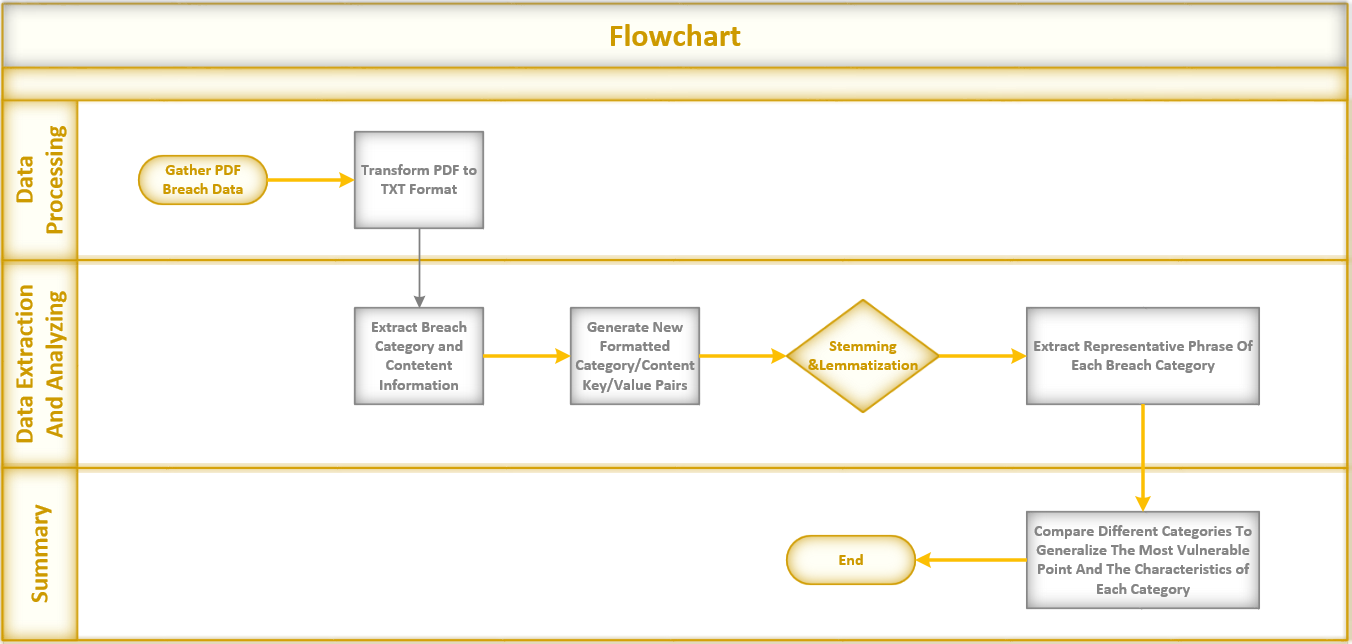 Flowchart
Data
Processing
Gather PDF
Breach Data
Transform PDF to
TXT Format
Data Extraction
And Analyzing
Extract Breach
Category and
Contetent
Information
Generate New
Formatted
Category/Content
Key/Value Pairs
Stemming
&Lemmatization
Extract Representative Phrase Of
Each Breach Category
Summary
Compare Different Categories To
Generalize The Most Vulnerable
Point And The Characteristics of
Each Category
End